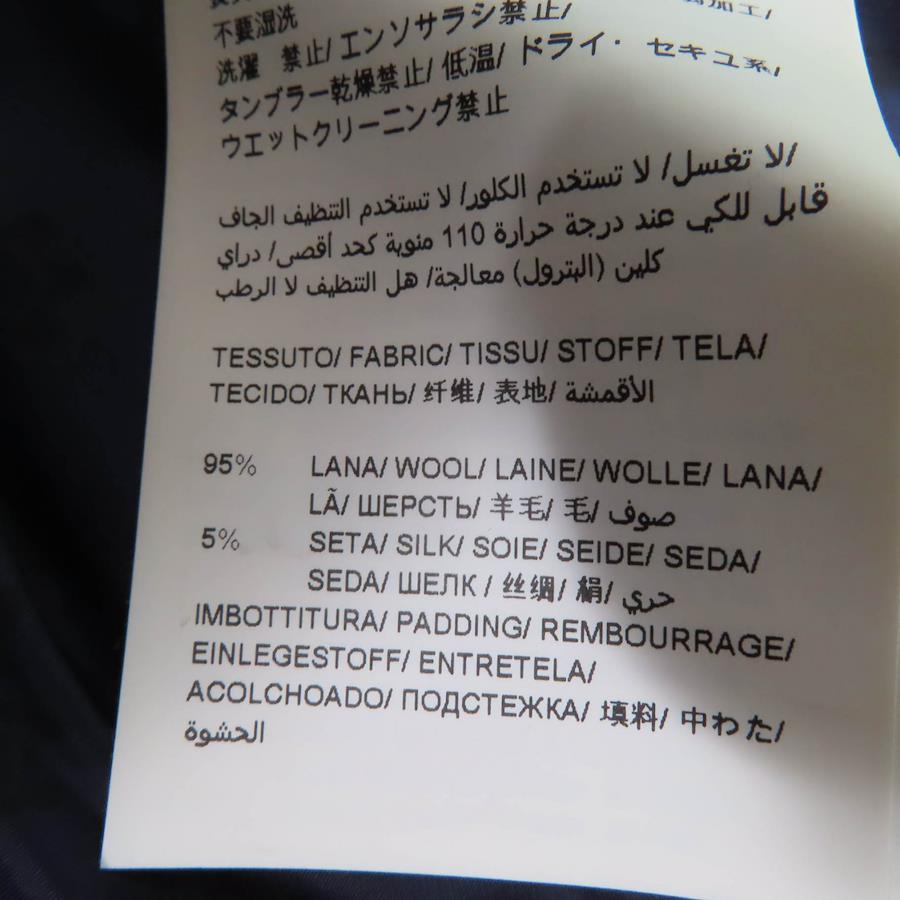 加工/
不要湿洗
洗濯 禁止/ エンソサラシ禁止/
タンブラー乾燥禁止/ 低温/ ドライ・ セキユ系/
ウエットクリーニング禁止
لا تغسل/ لا تستخدم الكلور/ لا تستخدم التنظيف الجاف/
قابل للكي عند درجة حرارة 110 مئوية كحد أقصى/ دراي
كلين (البترول) معالجة/ هل التنظيف لا الرطب
TESSUTO/ FABRIC/ TISSU/ STOFF/ TELA/
TECIDO/ ТКАНЬ/ 纤维/ 表地/ الأقمشة
95% LANA/ WOOL/ LAINE/ WOLLE/ LANA/
LÃ/ ШЕРСТЬ/ 羊毛/ 毛/ صوف
5% SETA/ SILK/ SOIE/ SEIDE/ SEDA/
SEDA/ ШЕЛК / 丝绸/ 絹/ حري
IMBOTTITURA/ PADDING/ REMBOURRAGE/
EINLEGESTOFF/ ENTRETELA/
ACOLCHOADO/ ПОДСТЕЖКА/ 填料/ 中わた/
الحشوة